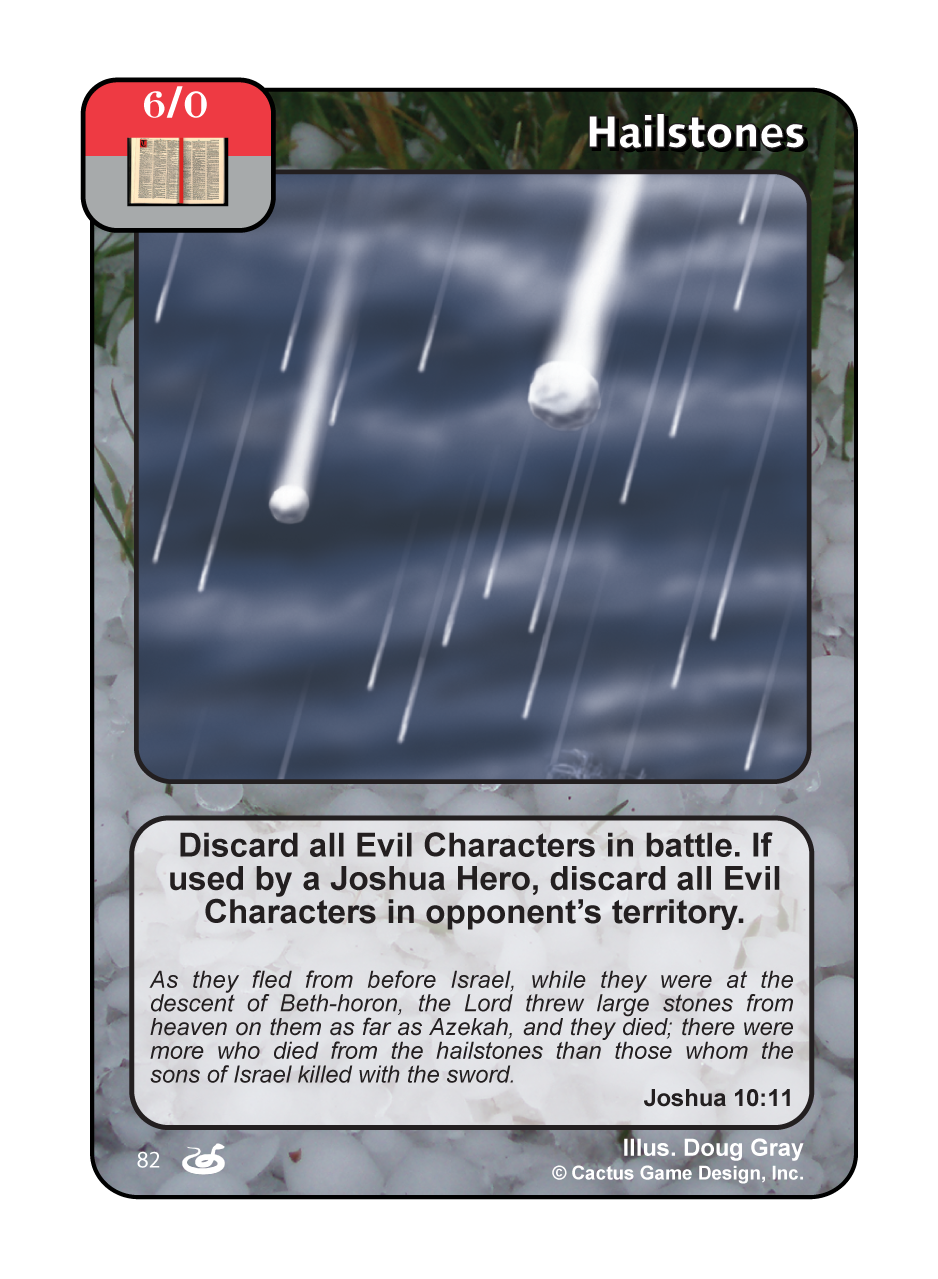 6/0
Hailstones
Discard all Evil Characters in battle. If
used by a Joshua Hero, discard all Evil
Characters in opponent’s territory.
As they fled from before Israel, while they were at the
descent of Beth-horon, the Lord threw large stones from
heaven on them as far as Azekah, and they died; there were
more who died from the hailstones than those whom the
sons of Israel killed with the sword.
Joshua 10:11
82
Illus. Doug Gray
© Cactus Game Design, Inc.